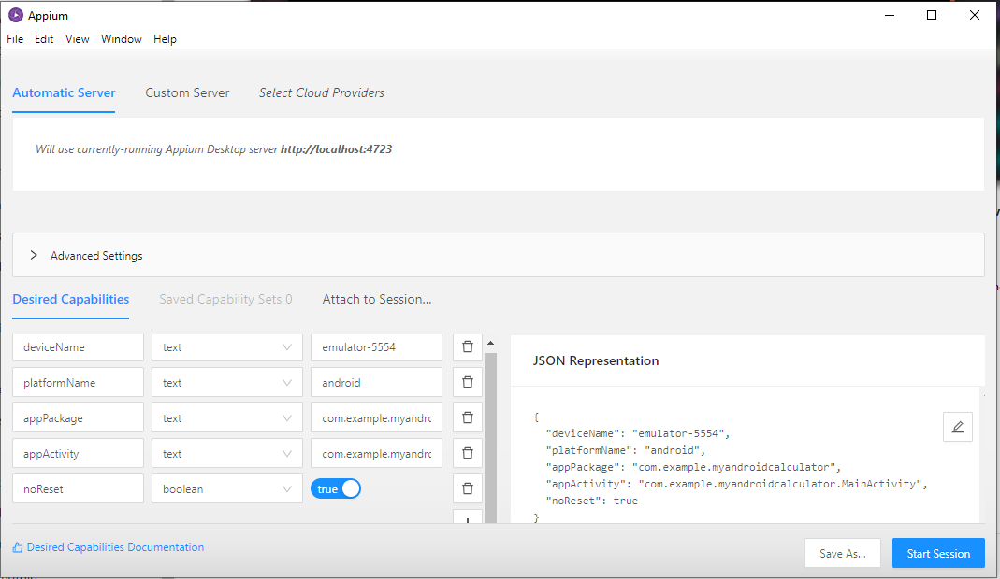 Appium
File Edit View Window Help
Automatic Server Custom Server Select Cloud Providers
Will use currently-running Appium Desktop server http://localhost:4723
Advanced Settings
Desired Capabilities Saved Capability Sets 0 Attach to Session...
deviceName text emulator-5554
platformName text android
appPackage text com.example.myandrc
appActivity text com.example.myandrc
noReset boolean true
JSON Representation
{
"deviceName": "emulator-5554",
"platformName": "android",
"appPackage": "com.example.myandroidcalculator",
"appActivity": "com.example.myandroidcalculator.MainActivity",
"noReset": true
}
Desired Capabilities Documentation
Save As...
Start Session